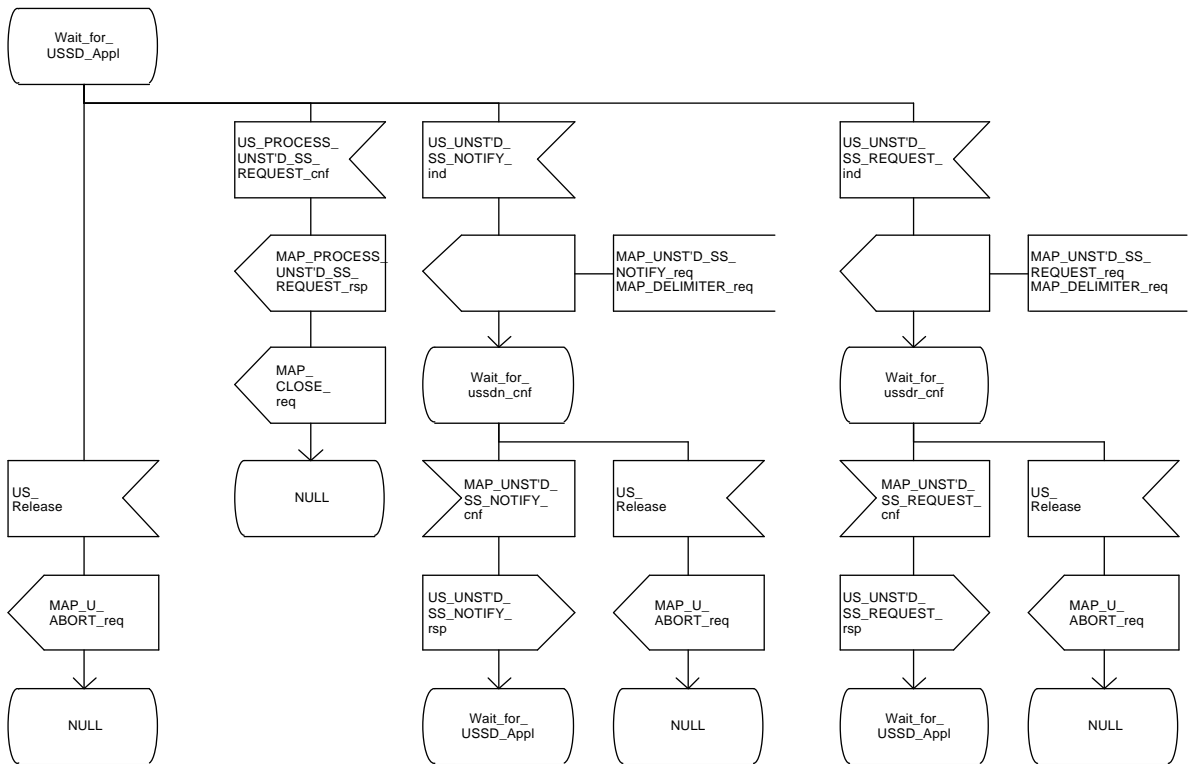 Wait_for_
USSD_Appl
US_PROCESS_
UNST'D_SS_
REQUEST_cnf
US_UNST'D_
SS_NOTIFY_
ind
US_UNST'D_
SS_REQUEST_
ind
MAP_PROCESS_
UNST'D_SS_
REQUEST_rsp
MAP_UNST'D_SS_
NOTIFY_req
MAP_DELIMITER_req
MAP_UNST'D_SS_
REQUEST_req
MAP_DELIMITER_req
MAP_
CLOSE_
req
Wait_for_
ussdn_cnf
Wait_for_
ussdr_cnf
US_
Release
NULL
MAP_UNST'D_
SS_NOTIFY_
cnf
US_
Release
MAP_UNST'D_
SS_REQUEST_
cnf
US_
Release
MAP_U_
ABORT_req
US_UNST'D_
SS_NOTIFY_
rsp
MAP_U_
ABORT_req
US_UNST'D_
SS_REQUEST_
rsp
MAP_U_
ABORT_req
NULL
Wait_for_
USSD_Appl
NULL
Wait_for_
USSD_Appl
NULL